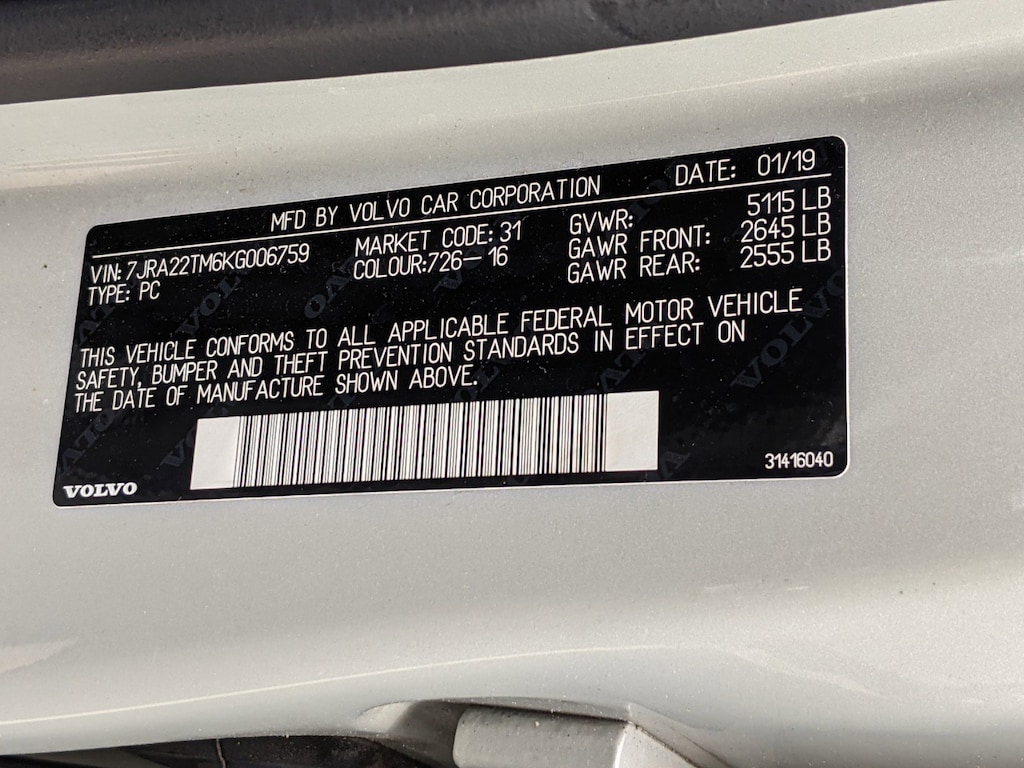 MFD BY VOLVO CAR CORPORATION DATE: 01/19
VIN: 7JRA22TM6KG006759 MARKET CODE: 31 GVWR: 5115 LB
TYPE: PC COLOUR:726-16 GAWR FRONT: 2645 LB
GAWR REAR: 2555 LB
THIS VEHICLE CONFORMS TO ALL APPLICABLE FEDERAL MOTOR VEHICLE
SAFETY, BUMPER AND THEFT PREVENTION STANDARDS IN EFFECT ON
THE DATE OF MANUFACTURE SHOWN ABOVE.
VOLVO
31416040